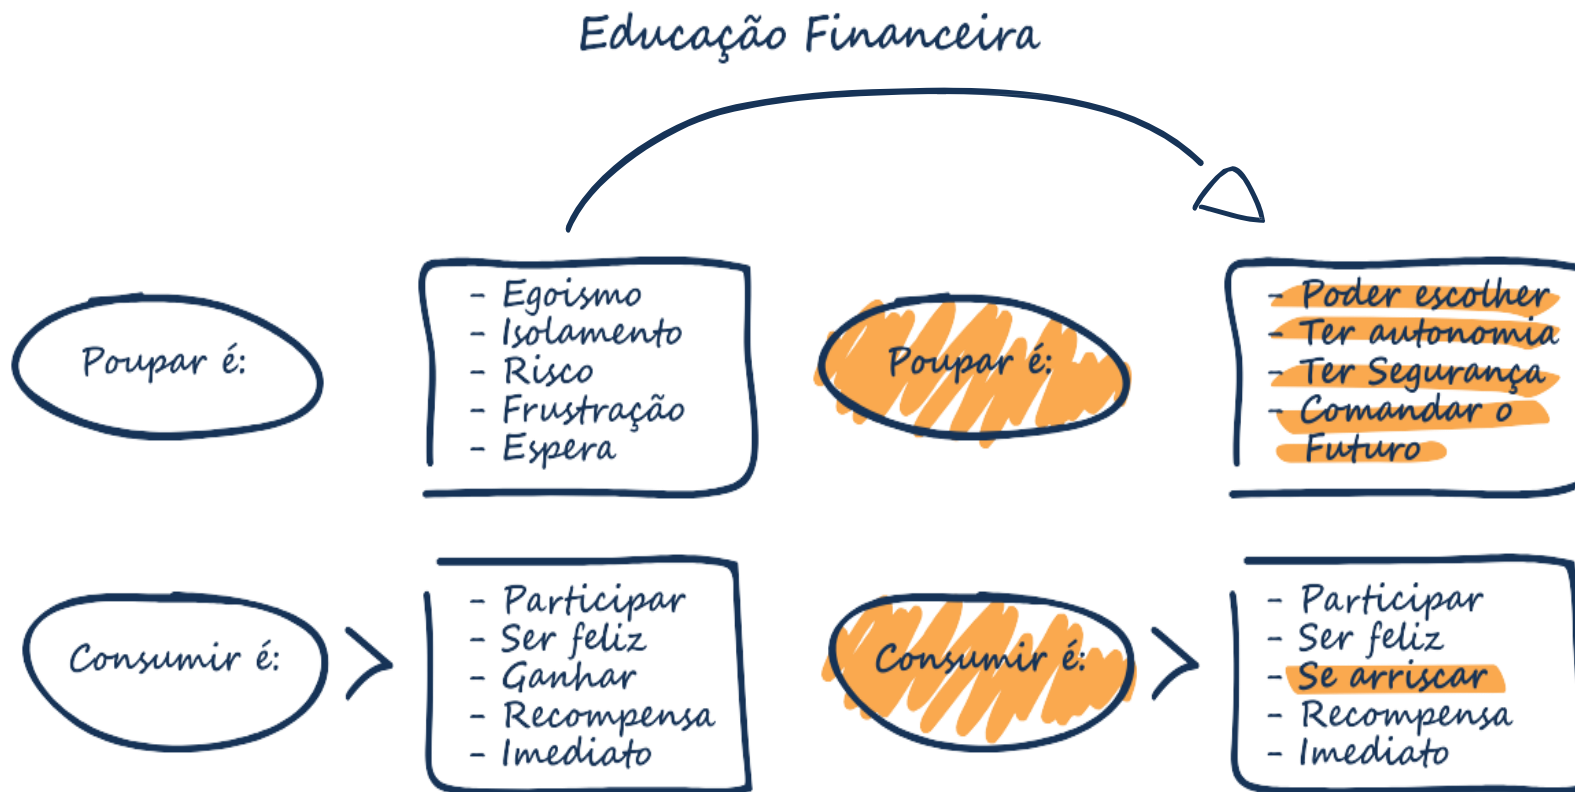 Educação Financeira
Poupar é:
- Egoismo
- Isolamento
- Risco
- Frustração
- Espera
Poupar é:
- Poder escolher
- Ter autonomia
- Ter Segurança
- Comandar o
Futuro
Consumir é:
- Participar
- Ser feliz
- Ganhar
- Recompensa
- Imediato
Consumir é:
- Participar
- Ser feliz
- Se arriscar
- Recompensa
- Imediato